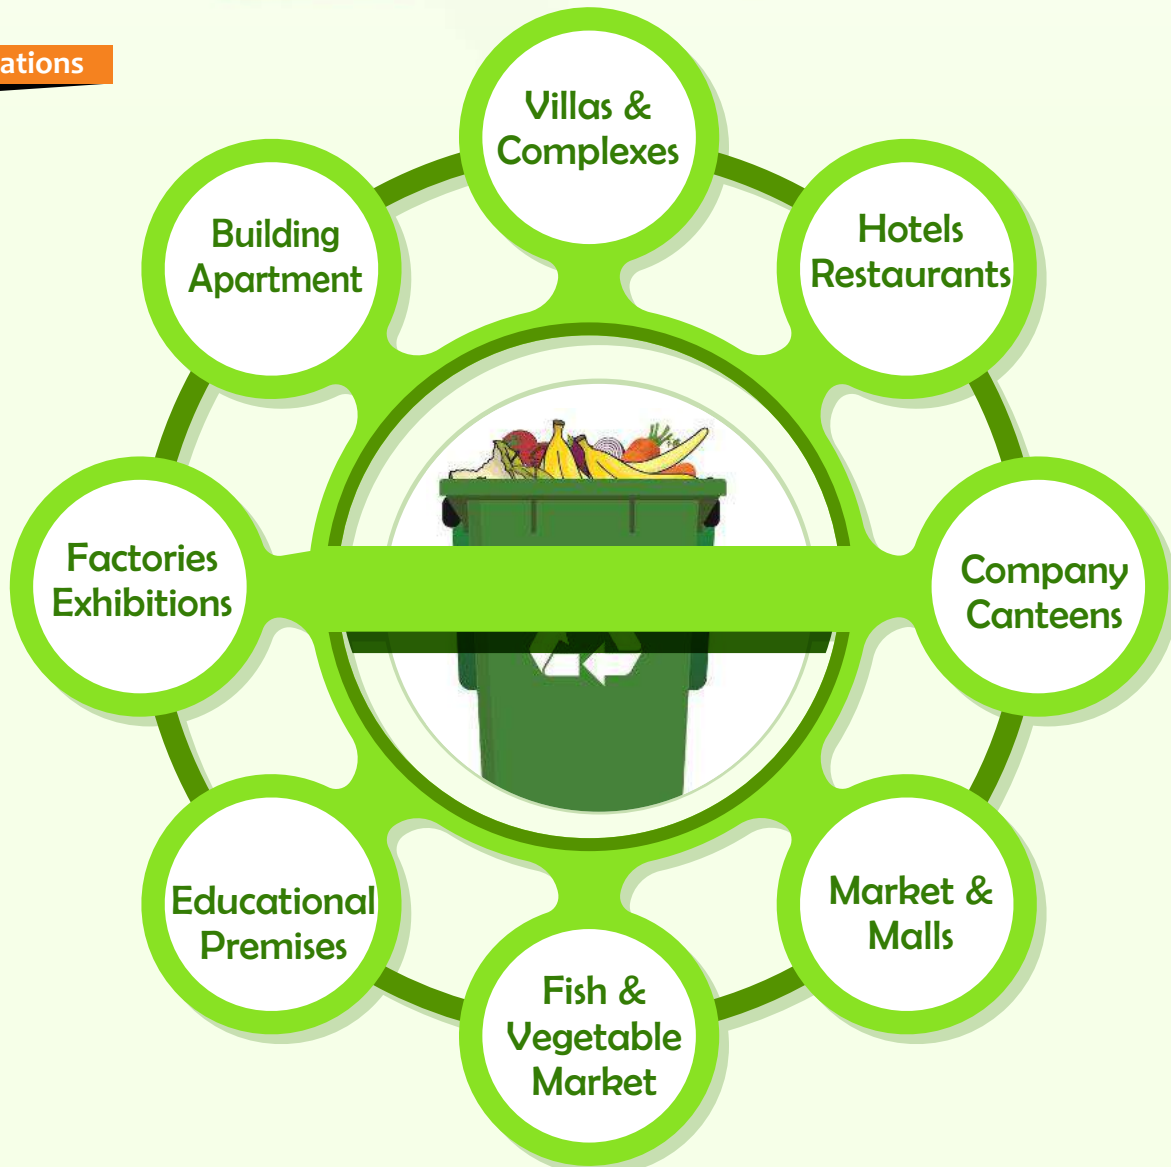 ations
Villas &
Complexes
Hotels
Restaurants
Company
Canteens
Market &
Malls
Fish &
Vegetable
Market
Educational
Premises
Factories
Exhibitions
Building
Apartment